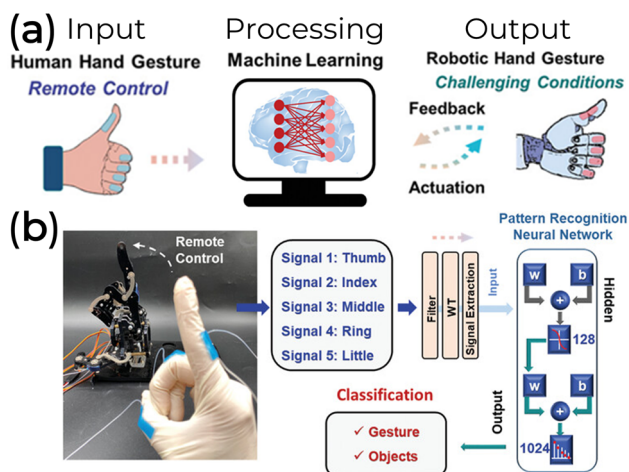 (a) Input Processing Output
Human Hand Gesture
Remote Control
Machine Learning
Robotic Hand Gesture
Challenging Conditions
Feedback
Actuation
(b)
Remote
Control
Signal 1: Thumb
Signal 2: Index
Signal 3: Middle
Signal 4: Ring
Signal 5: Little
Filter
WT
Signal Extraction
Input
Pattern Recognition
Neural Network
Hidden
w b
+
128
w b
+
1024
Output
Classification
✓ Gesture
✓ Objects